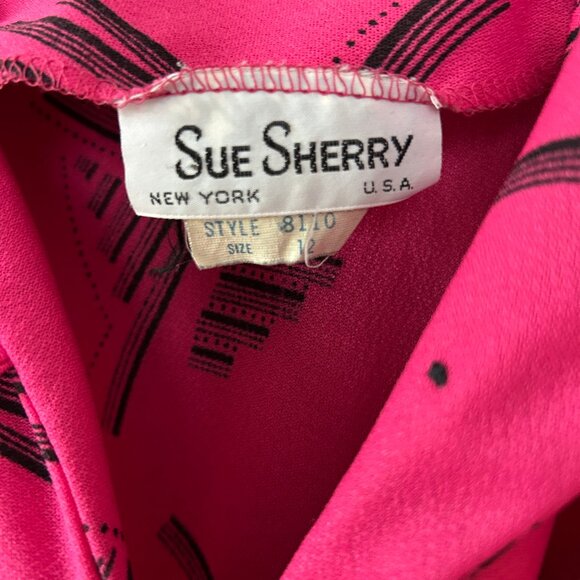 SUE SHERRY
NEW YORK U.S.A.
STYLE 8110
SIZE 12